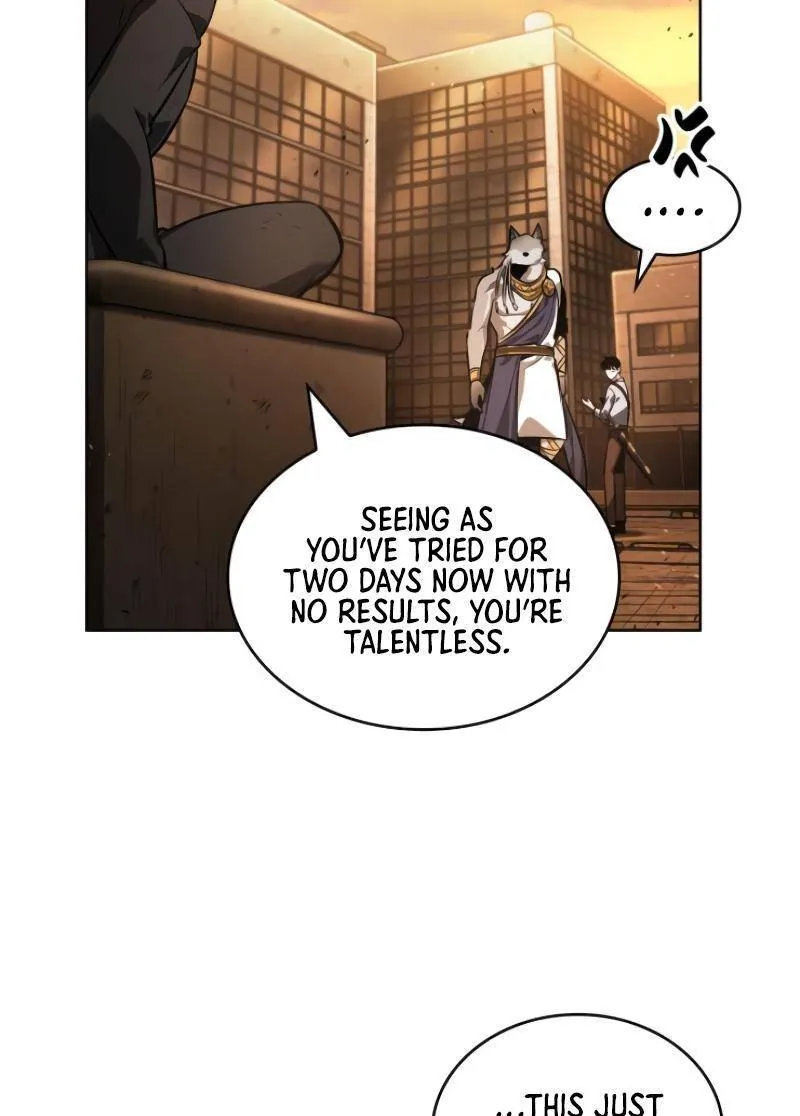 ....
SEEING AS
YOU'VE TRIED FOR
TWO DAYS NOW WITH
NO RESULTS, YOU'RE
TALENTLESS.
...THIS JUST